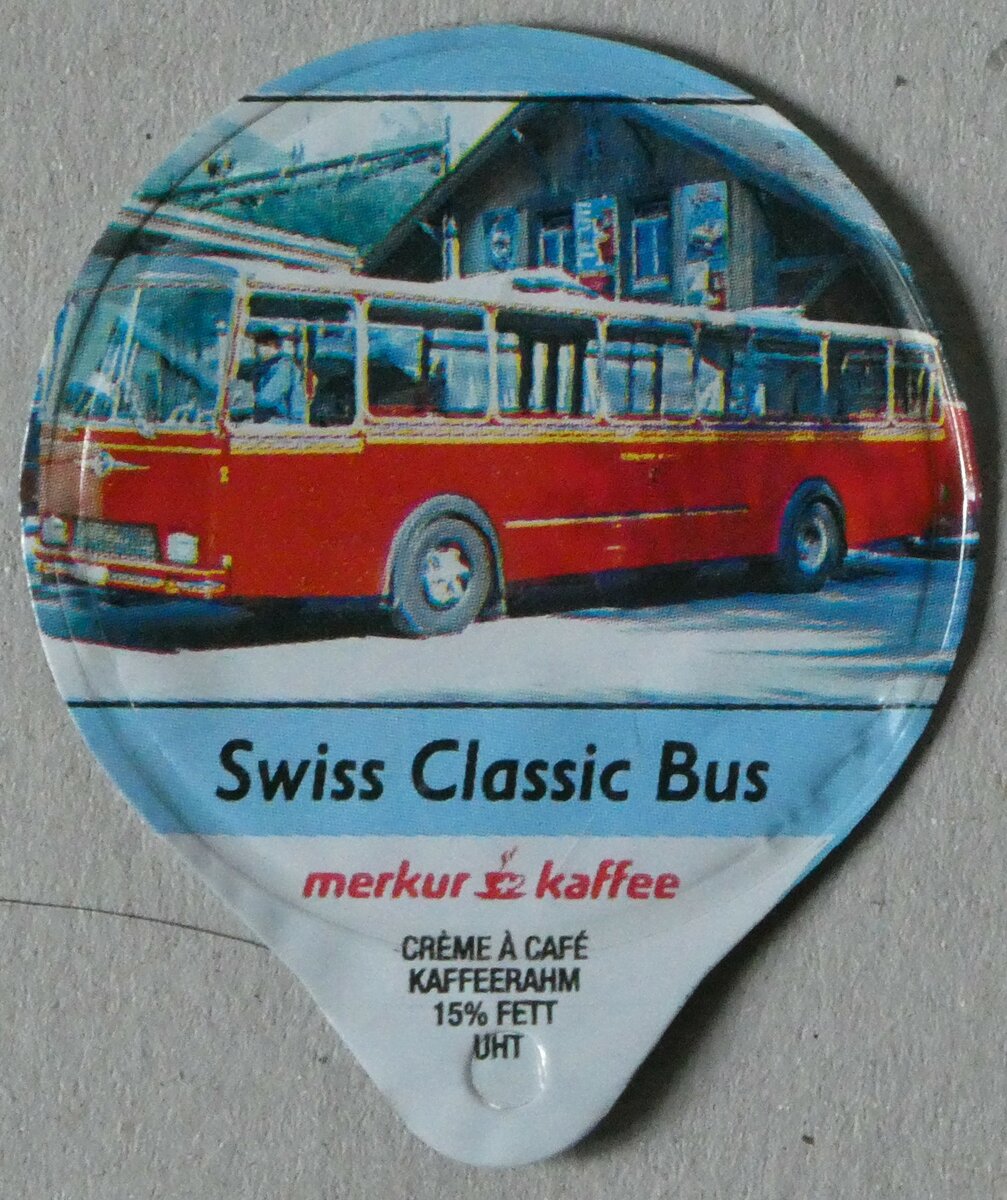 Swiss Classic Bus
merkur kaffee
CRÈME À CAFÉ
KAFFEERAHM
15% FETT
UHT